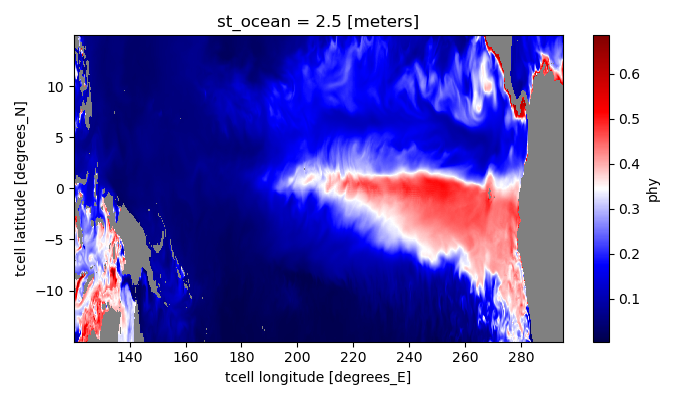 st_ocean = 2.5 [meters]
tcell latitude [degrees_N]
10
5
0
−5
−10
140 160 180 200 220 240 260 280
tcell longitude [degrees_E]
0.6
0.5
0.4
0.3
0.2
0.1
phy